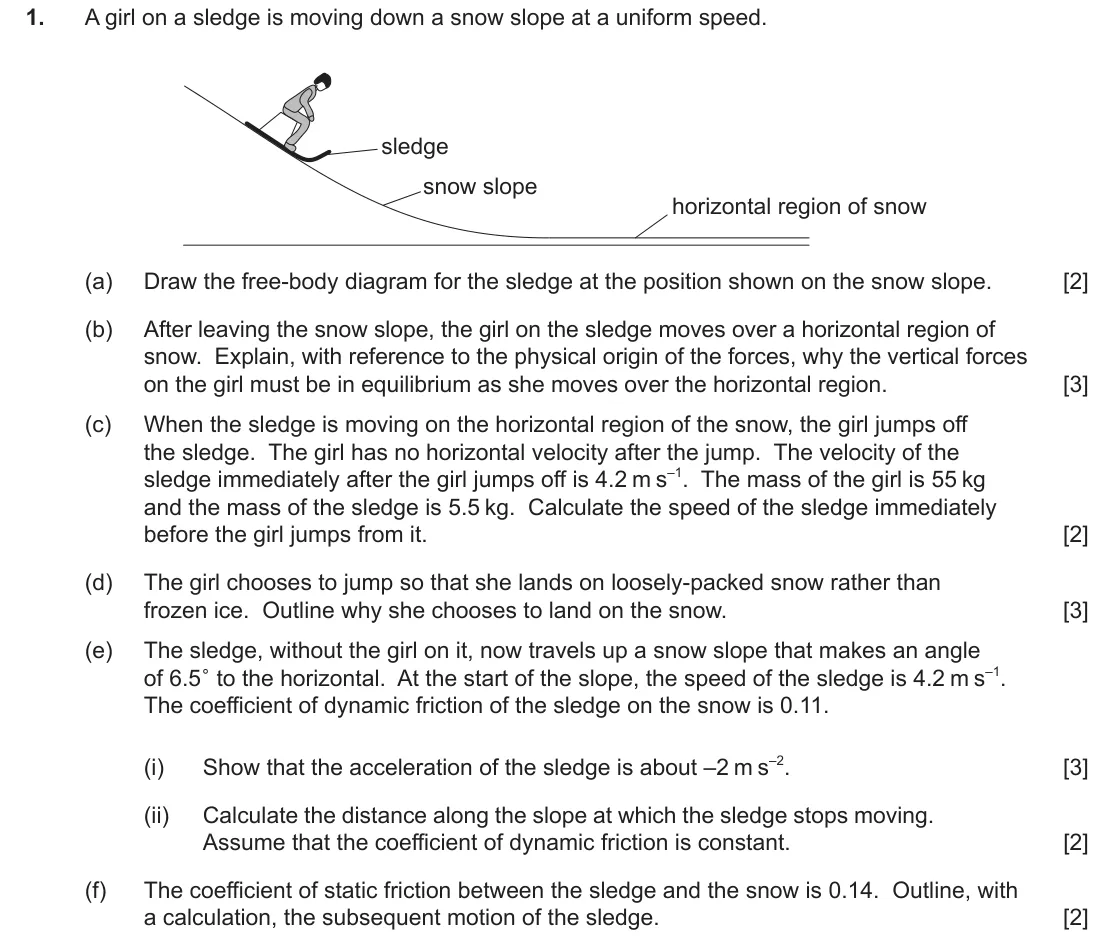 1. A girl on a sledge is moving down a snow slope at a uniform speed.
sledge
snow slope
horizontal region of snow
(a) Draw the free-body diagram for the sledge at the position shown on the snow slope. [2]
(b) After leaving the snow slope, the girl on the sledge moves over a horizontal region of
snow. Explain, with reference to the physical origin of the forces, why the vertical forces
on the girl must be in equilibrium as she moves over the horizontal region. [3]
(c) When the sledge is moving on the horizontal region of the snow, the girl jumps off
the sledge. The girl has no horizontal velocity after the jump. The velocity of the
sledge immediately after the girl jumps off is 4.2 m s⁻¹. The mass of the girl is 55 kg
and the mass of the sledge is 5.5 kg. Calculate the speed of the sledge immediately
before the girl jumps from it. [2]
(d) The girl chooses to jump so that she lands on loosely-packed snow rather than
frozen ice. Outline why she chooses to land on the snow. [3]
(e) The sledge, without the girl on it, now travels up a snow slope that makes an angle
of 6.5˚ to the horizontal. At the start of the slope, the speed of the sledge is 4.2 m s⁻¹.
The coefficient of dynamic friction of the sledge on the snow is 0.11.
(i) Show that the acceleration of the sledge is about –2 m s⁻². [3]
(ii) Calculate the distance along the slope at which the sledge stops moving.
Assume that the coefficient of dynamic friction is constant. [2]
(f) The coefficient of static friction between the sledge and the snow is 0.14. Outline, with
a calculation, the subsequent motion of the sledge. [2]